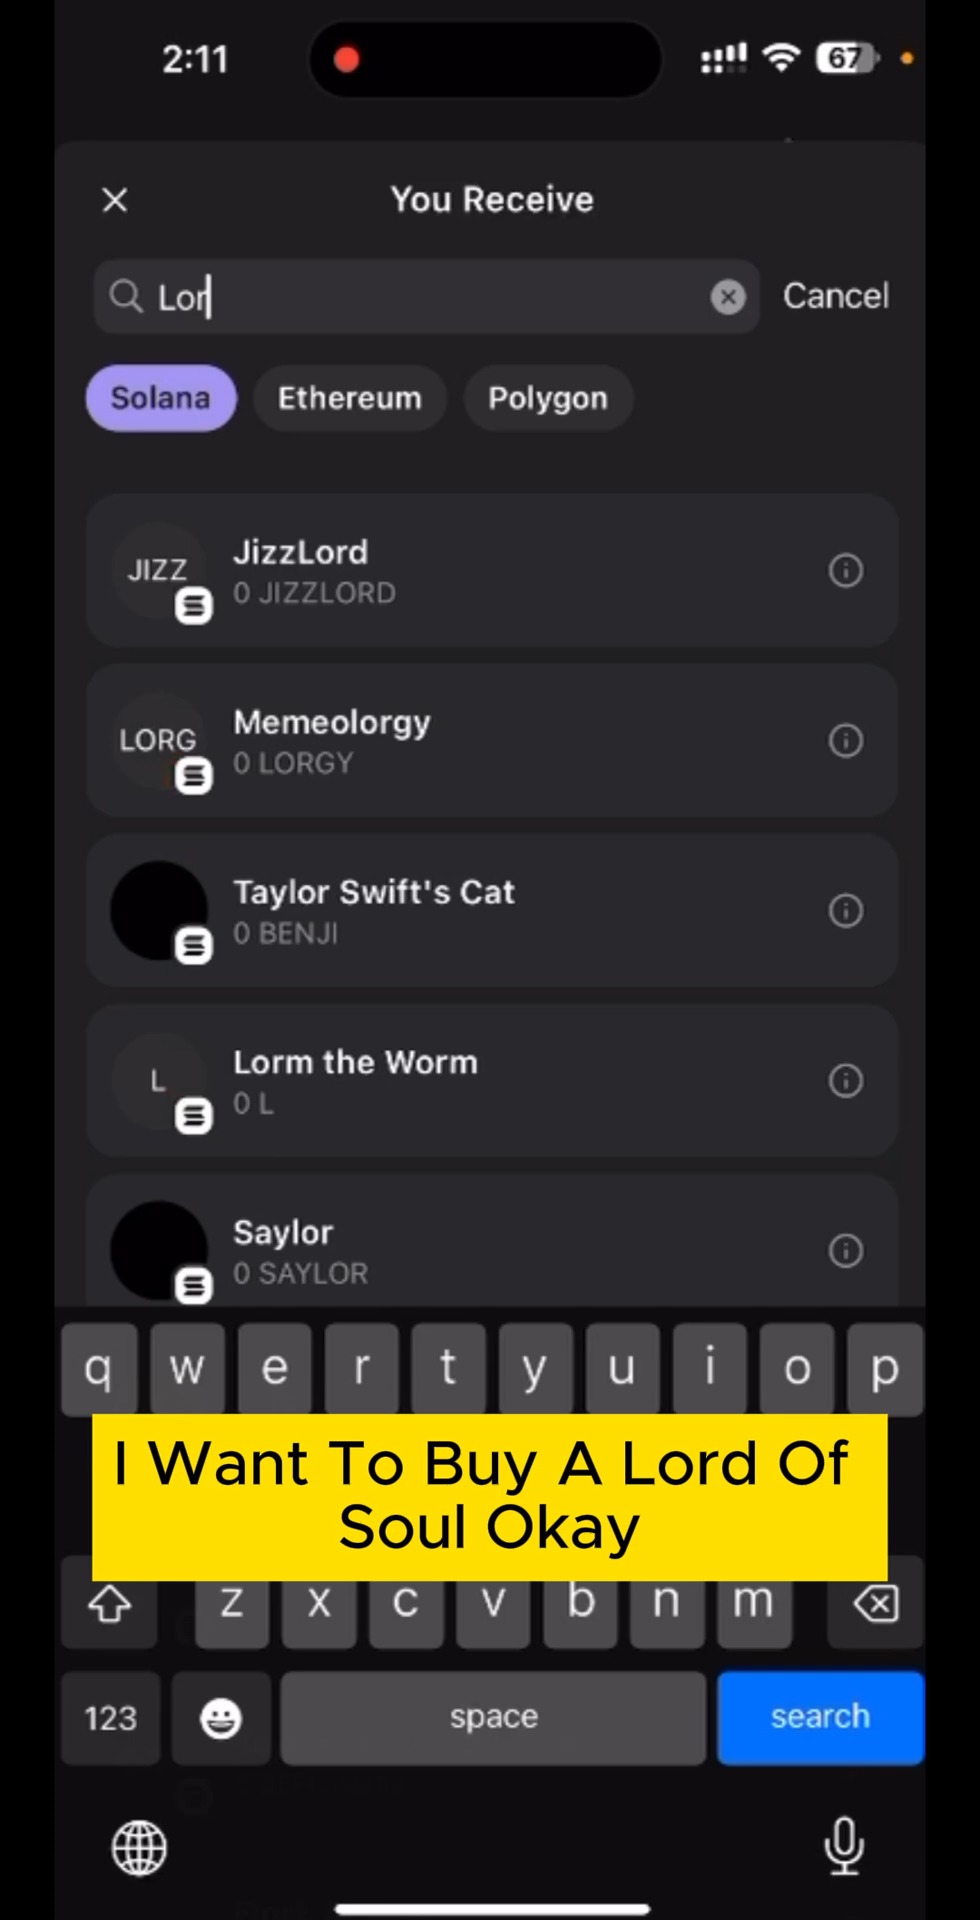 2:11
67
You Receive
Lor
Cancel
Solana
Ethereum
Polygon
JIZZ
JizzLord
0 JIZZLORD
LORG
Memeolorgy
0 LORGY
Taylor Swift's Cat
0 BENJI
L
Lorm the Worm
0 L
Saylor
0 SAYLOR
q w e r t y u i o p
I Want To Buy A Lord Of
Soul Okay
z x c v b n m
123
space
search